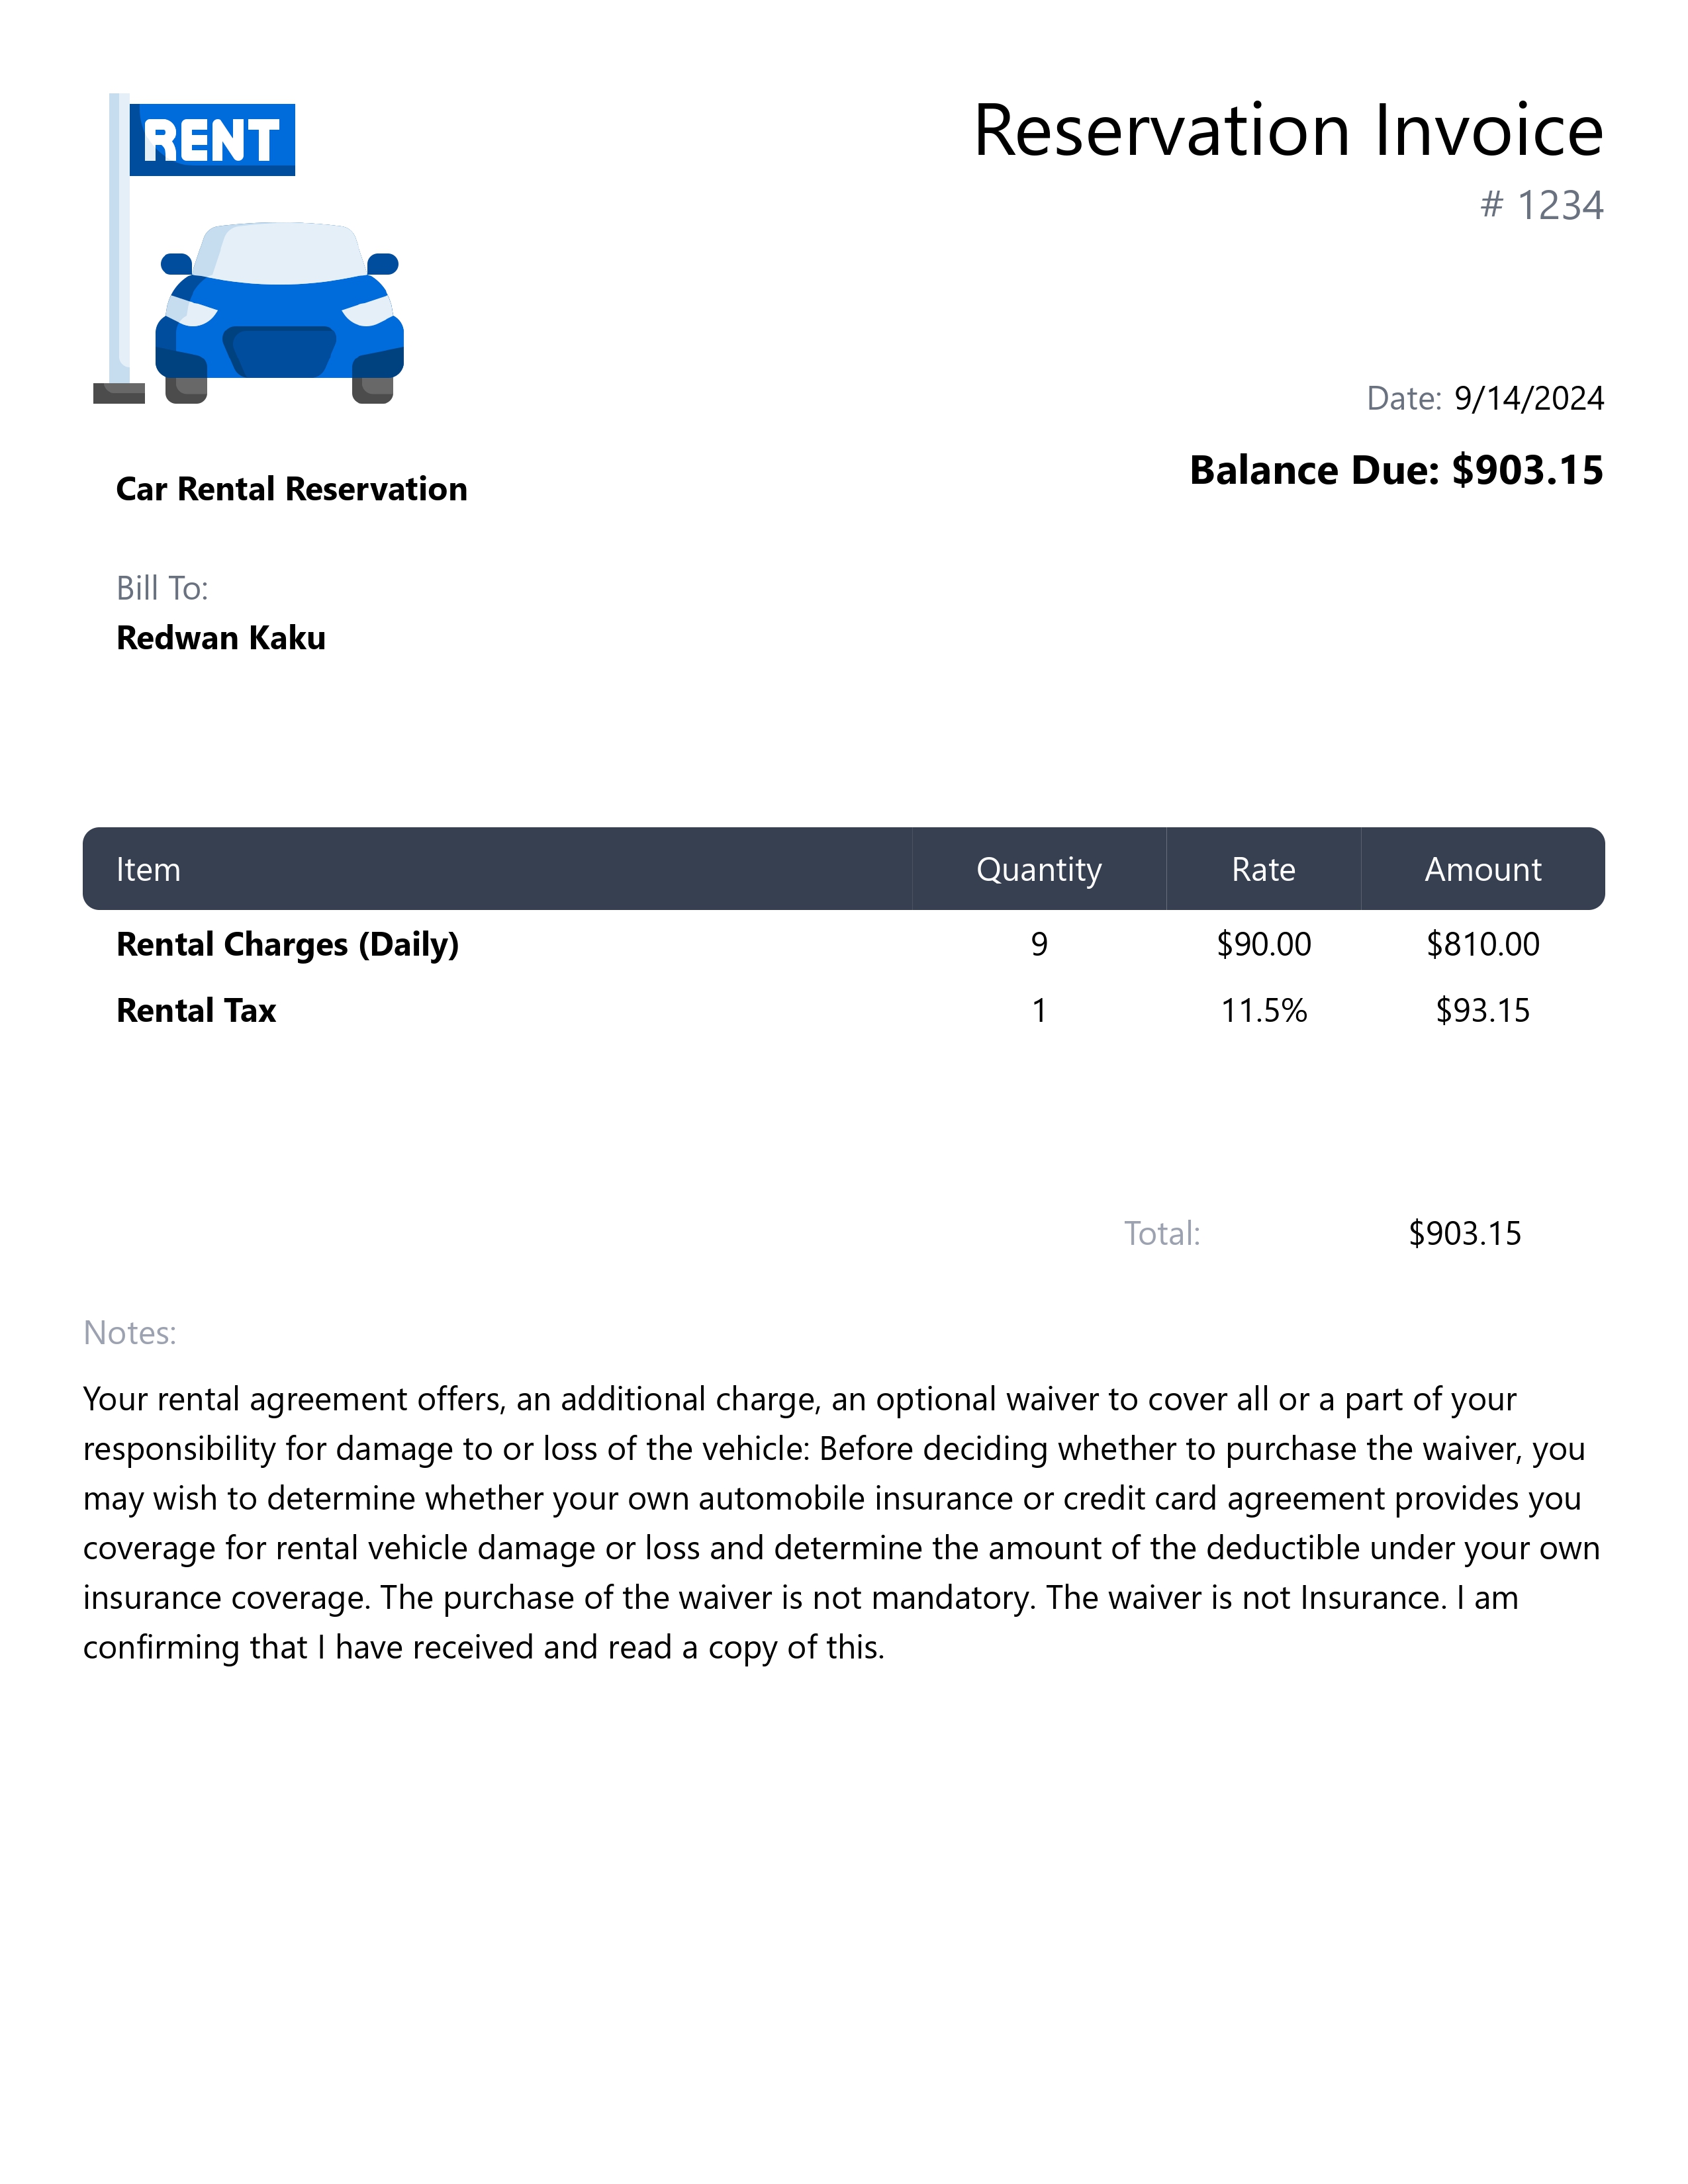 RENT
Reservation Invoice
# 1234
Date: 9/14/2024
Balance Due: $903.15
Car Rental Reservation
Bill To:
Redwan Kaku
Item Quantity Rate Amount
Rental Charges (Daily) 9 $90.00 $810.00
Rental Tax 1 11.5% $93.15
Total: $903.15
Notes:
Your rental agreement offers, an additional charge, an optional waiver to cover all or a part of your
responsibility for damage to or loss of the vehicle: Before deciding whether to purchase the waiver, you
may wish to determine whether your own automobile insurance or credit card agreement provides you
coverage for rental vehicle damage or loss and determine the amount of the deductible under your own
insurance coverage. The purchase of the waiver is not mandatory. The waiver is not Insurance. I am
confirming that I have received and read a copy of this.